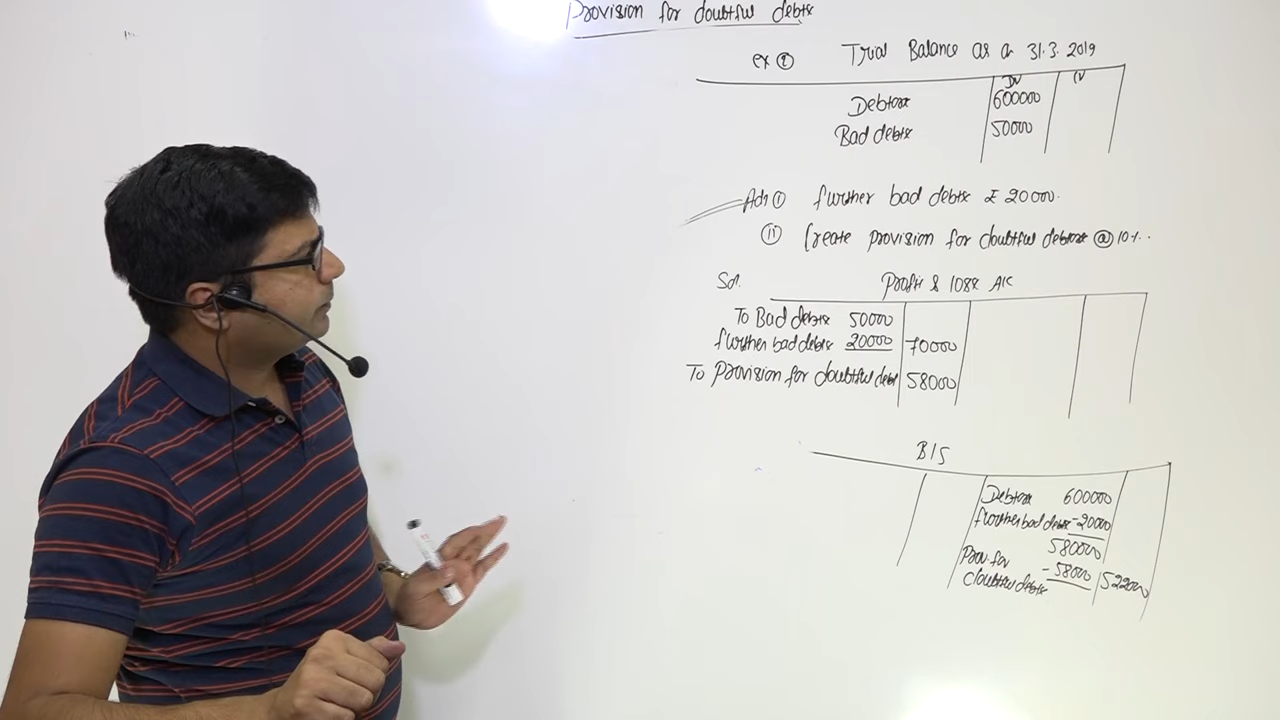 Provision for doubtful debts
ex ① Trial Balance as on 31.3.2019
Dr Cr
Debtors 600000
Bad debts 50000
Adj ① further bad debts ₹ 20000.
② Create provision for doubtful debtors @ 10%.
Sol. Profit & loss A/c
To Bad debts 50000
further bad debts 20000 70000
To Provision for doubtful debt 58000
B/S
Debtors 600000
further bad debts -20000
580000
Prov. for
doubtful debts -58000 522000